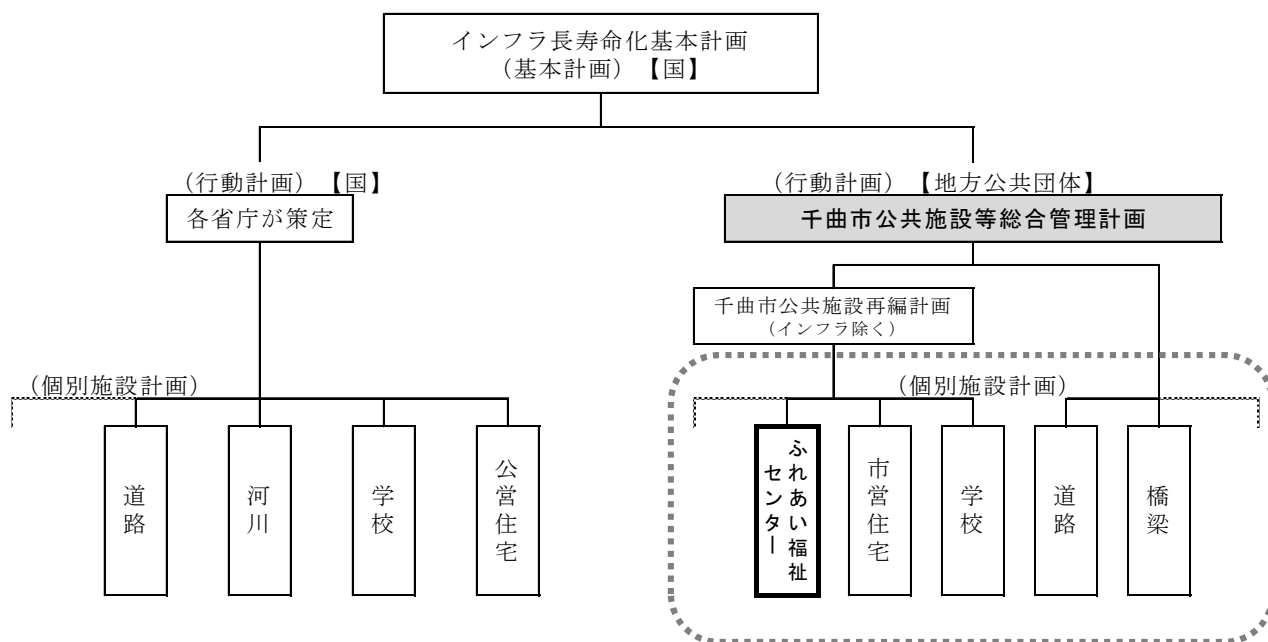 インフラ長寿命化基本計画
（基本計画）【国】
（行動計画）【国】
各省庁が策定
（行動計画）【地方公共団体】
千曲市公共施設等総合管理計画
千曲市公共施設再編計画
（インフラ除く）
（個別施設計画）
道路
河川
学校
公営住宅
（個別施設計画）
ふれあい福祉
センター
市営住宅
学校
道路
橋梁